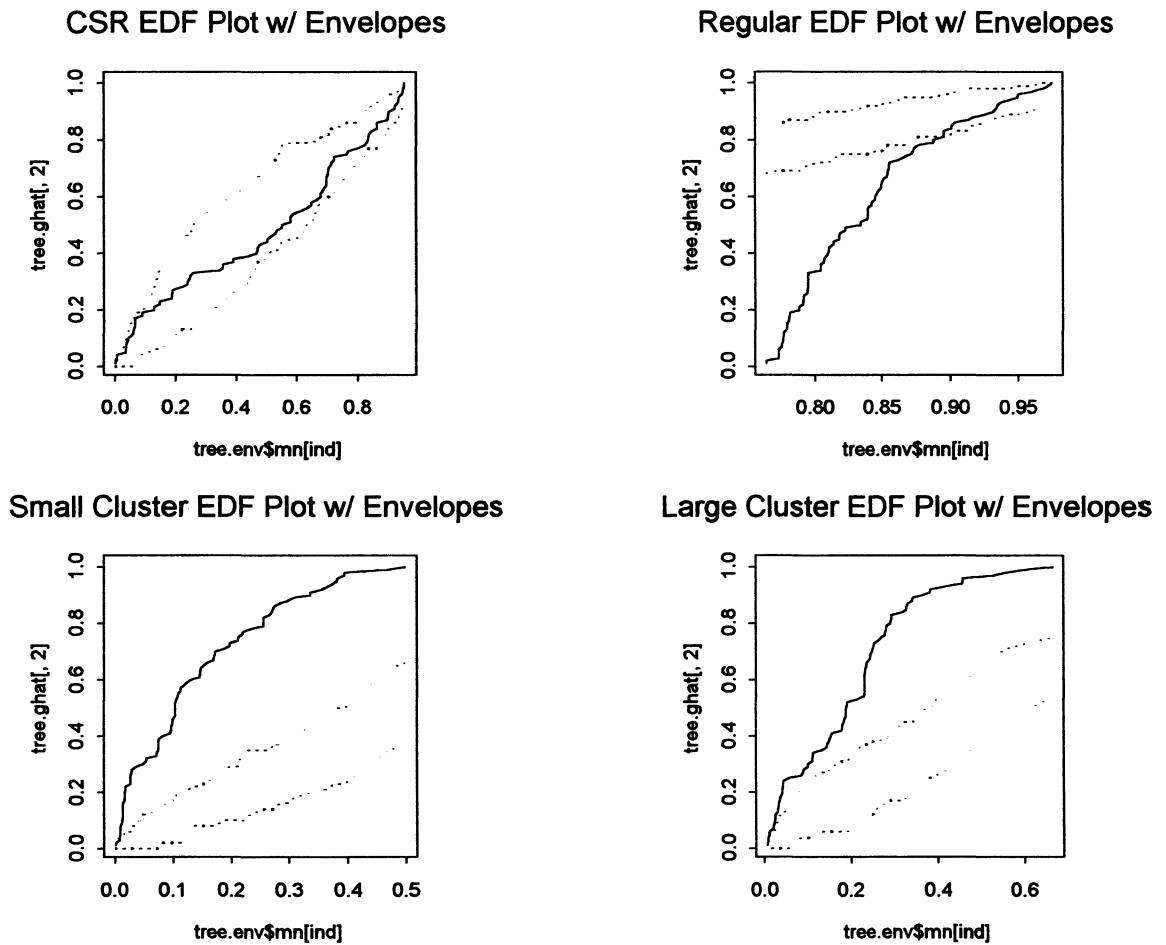 CSR EDF Plot w/ Envelopes
1.0
0.8
0.6
0.4
0.2
0.0
tree.ghat[, 2]
0.0 0.2 0.4 0.6 0.8
tree.env$mn[ind]
Regular EDF Plot w/ Envelopes
1.0
0.8
0.6
0.4
0.2
0.0
tree.ghat[, 2]
0.80 0.85 0.90 0.95
tree.env$mn[ind]
Small Cluster EDF Plot w/ Envelopes
1.0
0.8
0.6
0.4
0.2
0.0
tree.ghat[, 2]
0.0 0.1 0.2 0.3 0.4 0.5
tree.env$mn[ind]
Large Cluster EDF Plot w/ Envelopes
1.0
0.8
0.6
0.4
0.2
0.0
tree.ghat[, 2]
0.0 0.2 0.4 0.6
tree.env$mn[ind]